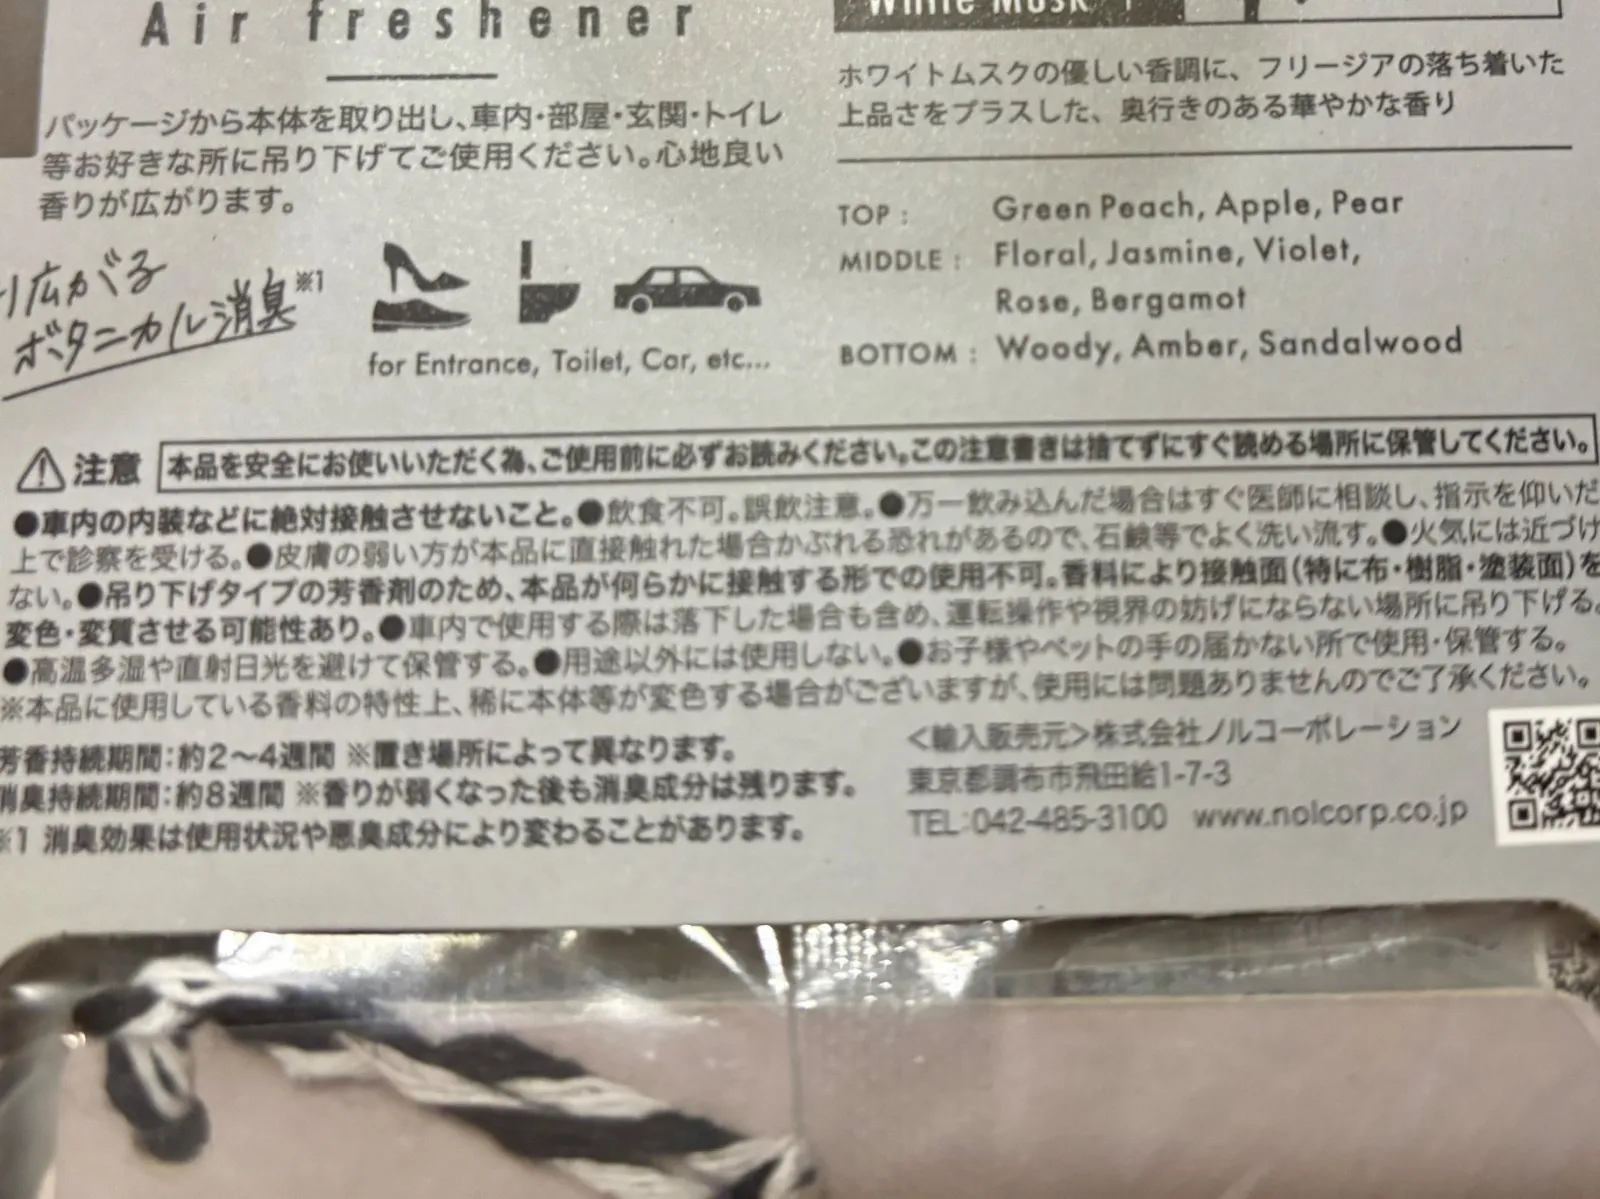 Air freshener
パッケージから本体を取り出し、車内・部屋・玄関・トイレ
等お好きな所に吊り下げてご使用ください。心地良い
香りが広がります。
り広がる
ボタニカル消臭※1
for Entrance, Toilet, Car, etc...
White Musk
ホワイトムスクの優しい香調に、フリージアの落ち着いた
上品さをプラスした、奥行きのある華やかな香り
TOP : Green Peach, Apple, Pear
MIDDLE : Floral, Jasmine, Violet,
Rose, Bergamot
BOTTOM : Woody, Amber, Sandalwood
注意 本品を安全にお使いいただく為、ご使用前に必ずお読みください。この注意書きは捨てずにすぐ読める場所に保管してください。
●車内の内装などに絶対接触させないこと。●飲食不可。誤飲注意。●万一飲み込んだ場合はすぐ医師に相談し、指示を仰いだ
上で診察を受ける。●皮膚の弱い方が本品に直接触れた場合かぶれる恐れがあるので、石鹸等でよく洗い流す。●火気には近づけ
ない。●吊り下げタイプの芳香剤のため、本品が何らかに接触する形での使用不可。香料により接触面(特に布・樹脂・塗装面)を
変色・変質させる可能性あり。●車内で使用する際は落下した場合も含め、運転操作や視界の妨げにならない場所に吊り下げる。
●高温多湿や直射日光を避けて保管する。●用途以外には使用しない。●お子様やペットの手の届かない所で使用・保管する。
※本品に使用している香料の特性上、稀に本体等が変色する場合がございますが、使用には問題ありませんのでご了承ください。
芳香持続期間：約2〜4週間 ※置き場所によって異なります。
消臭持続期間：約8週間 ※香りが弱くなった後も消臭成分は残ります。
※1 消臭効果は使用状況や悪臭成分により変わることがあります。
<輸入販売元>株式会社ノルコーポレーション
東京都調布市飛田給1-7-3
TEL:042-485-3100 www.nolcorp.co.jp